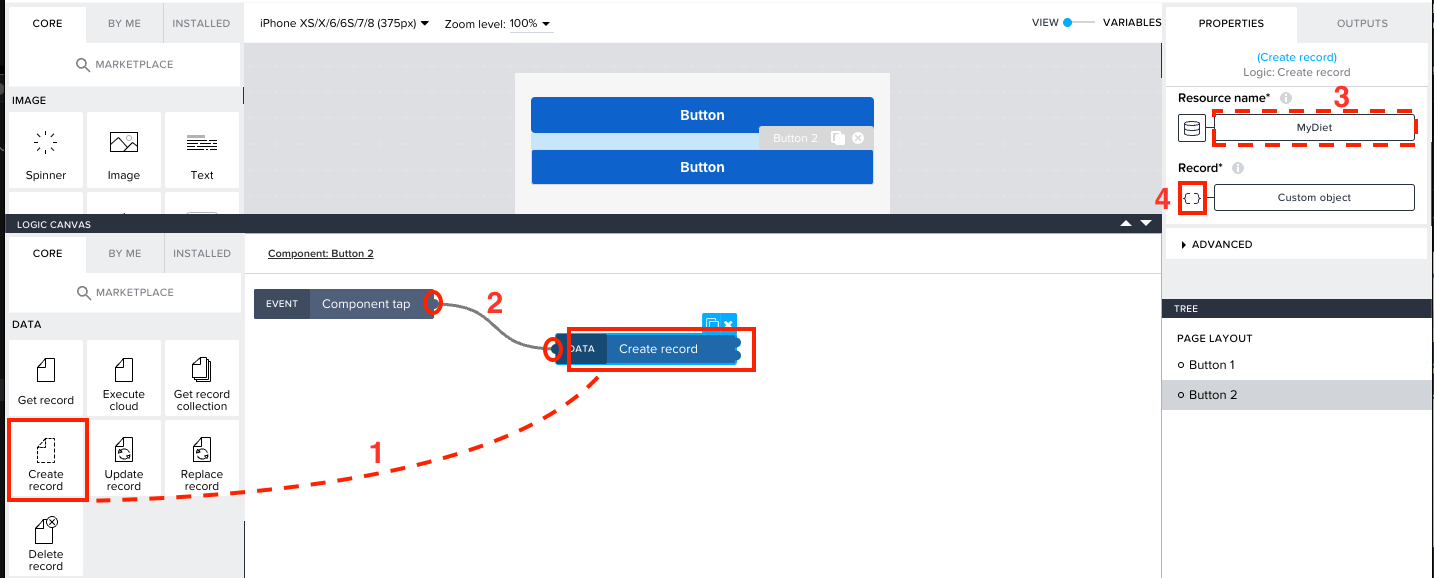 CORE
BY ME
INSTALLED
iPhone XS/X/6/6S/7/8 (375px)
Zoom level: 100%
VIEW
VARIABLES
PROPERTIES
OUTPUTS
MARKETPLACE
(Create record)
Logic: Create record
IMAGE
Resource name*
3
Button
MyDiet
Button 2
Spinner
Image
Text
Button
Record*
4
Custom object
LOGIC CANVAS
ADVANCED
CORE
BY ME
INSTALLED
Component: Button 2
MARKETPLACE
EVENT
Component tap
2
TREE
DATA
PAGE LAYOUT
DATA
Create record
Button 1
Button 2
Get record
Execute
cloud
Get record
collection
1
Create
record
Update
record
Replace
record
Delete
record